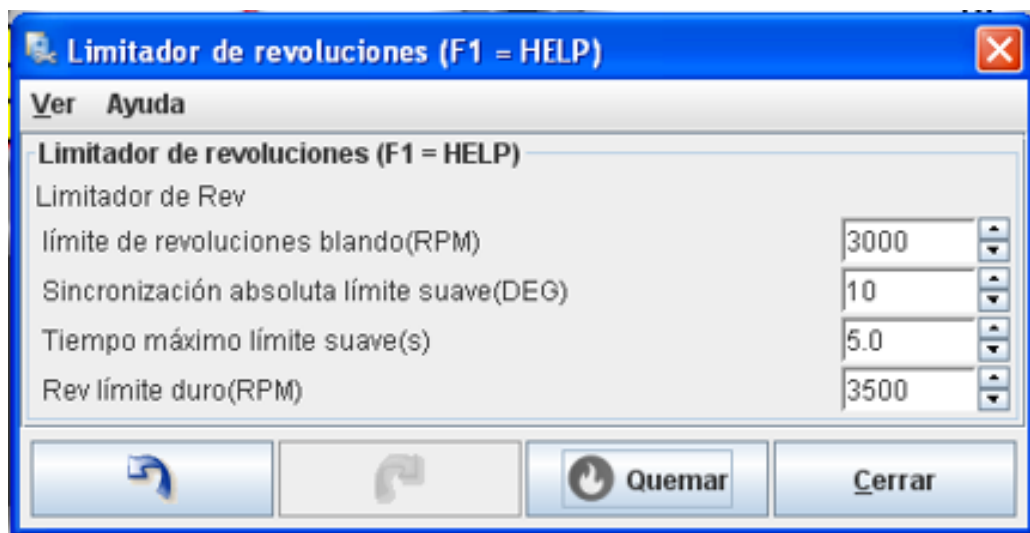 Limitador de revoluciones (F1 = HELP)
Ver Ayuda
Limitador de revoluciones (F1 = HELP)
Limitador de Rev
límite de revoluciones blando(RPM) 3000
Sincronización absoluta límite suave(DEG) 10
Tiempo máximo límite suave(s) 5.0
Rev límite duro(RPM) 3500
Quemar Cerrar